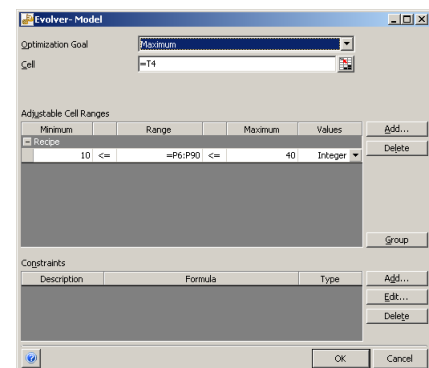 Evolver- Model
Optimization Goal Maximum
Cell =T4
Adjustable Cell Ranges
Minimum Range Maximum Values Add...
Recipe Delete
10 <= =P6:P90 <= 40 Integer
Group
Constraints
Description Formula Type Add...
Edit...
Delete
OK Cancel